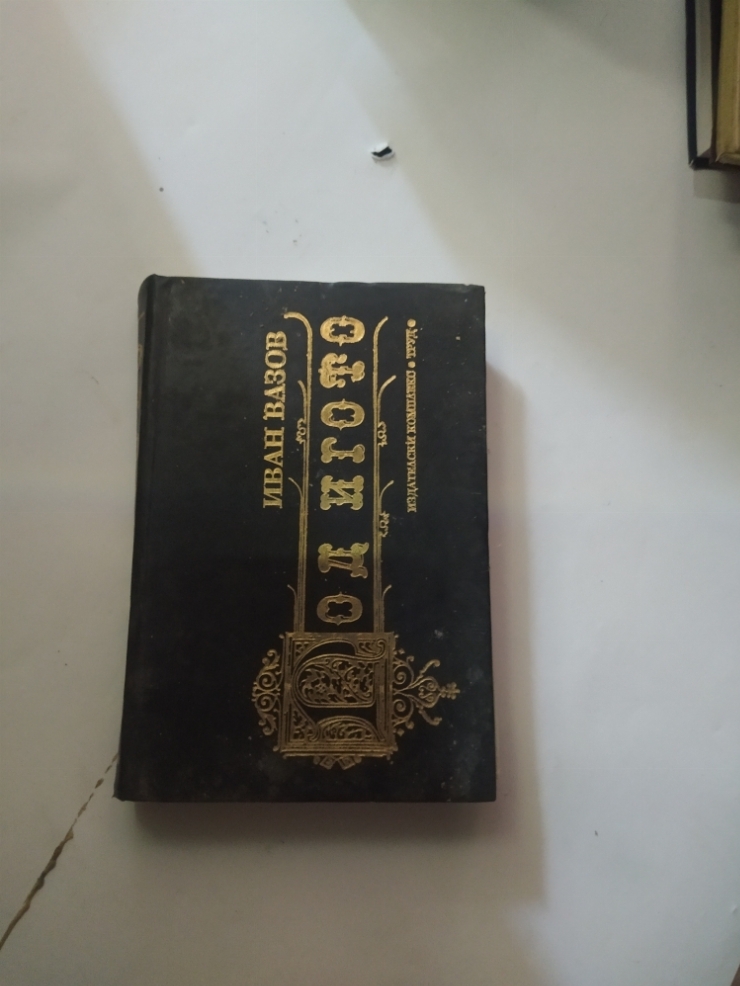 ИВАН ВАЗОВ
ПОД ИГОТО
ИЗДАТЕЛСКИ КОМПЛЕКС • ТРУД •